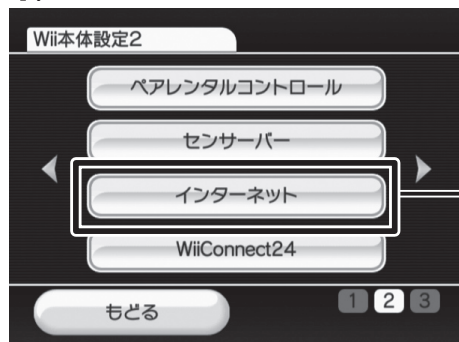 Wii本体設定2
ペアレンタルコントロール
センサーバー
インターネット
WiiConnect24
もどる
1 2 3